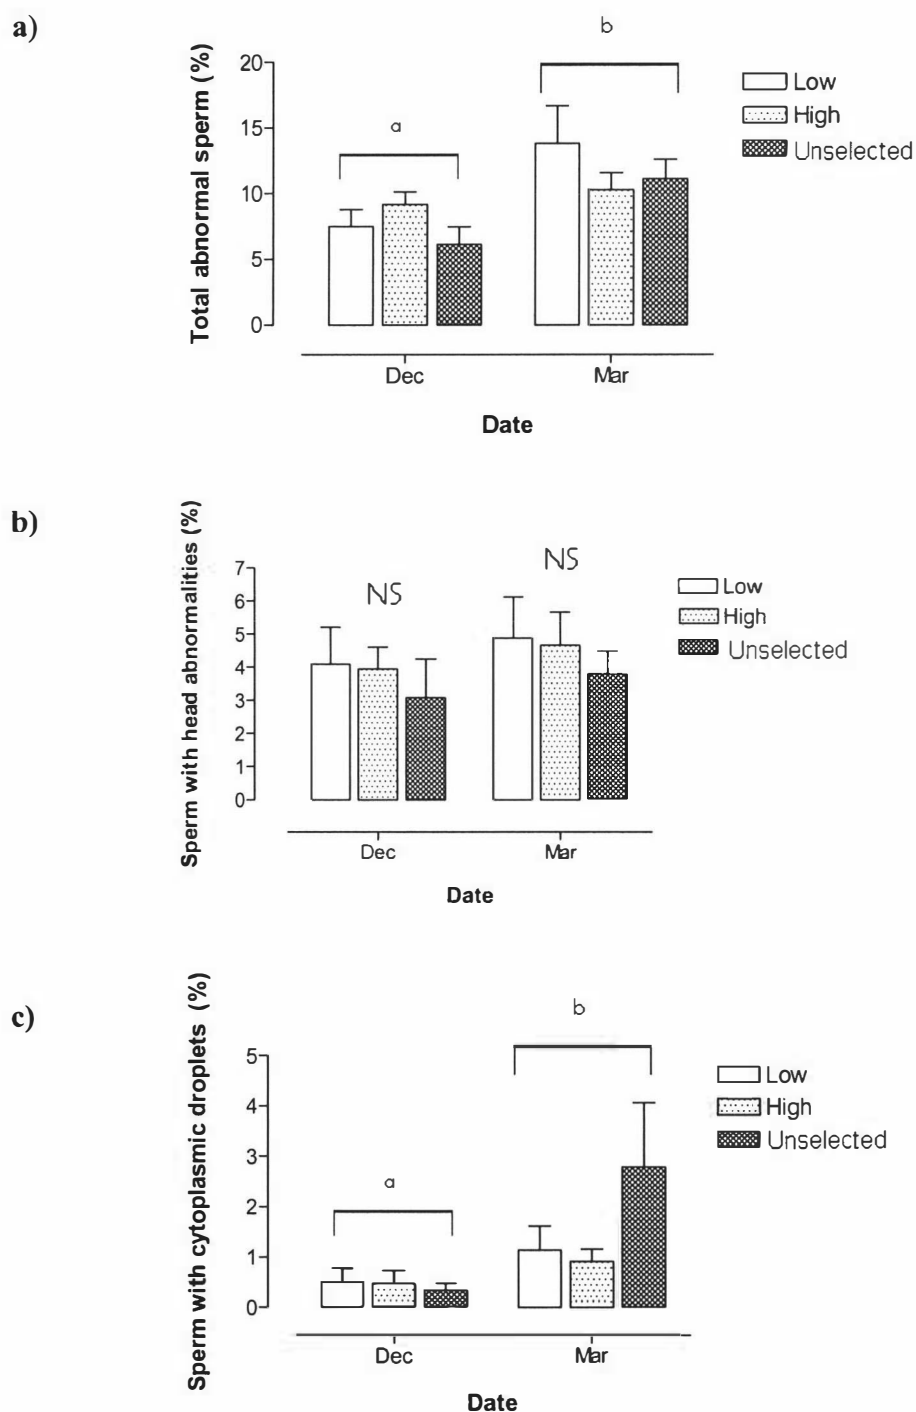 a)
Total abnormal sperm (%)
20
15
10
5
0
a
b
Low
High
Unselected
Dec
Mar
Date
b)
Sperm with head abnormalities (%)
7
6
5
4
3
2
1
0
NS
NS
Low
High
Unselected
Dec
Mar
Date
c)
Sperm with cytoplasmic droplets (%)
5
4
3
2
1
0
a
b
Low
High
Unselected
Dec
Mar
Date